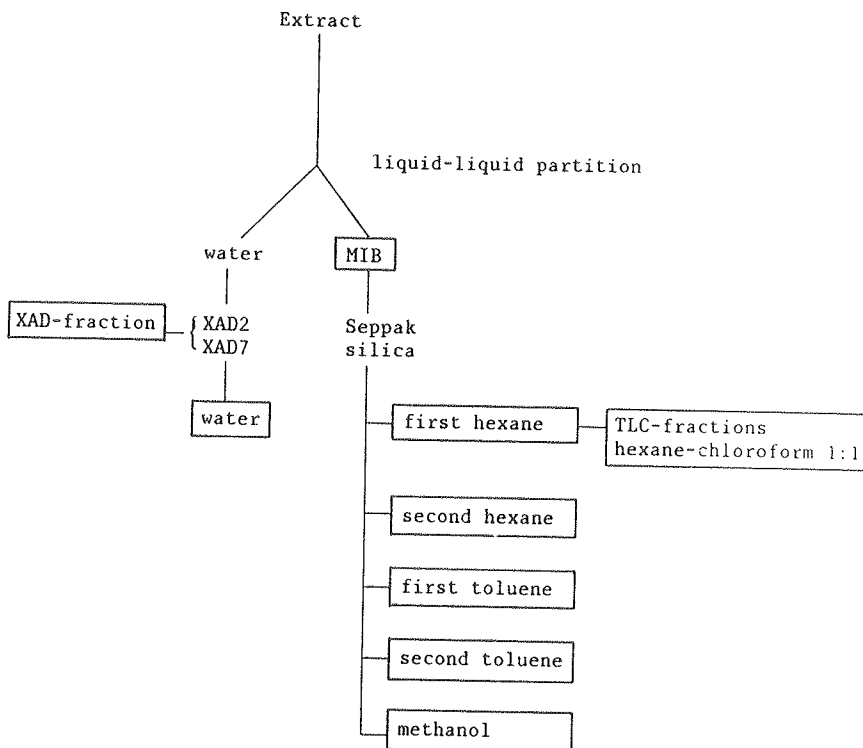 Extract
liquid-liquid partition
water
MIB
XAD-fraction
XAD2
XAD7
Seppak
silica
water
first hexane
TLC-fractions
hexane-chloroform 1:1
second hexane
first toluene
second toluene
methanol